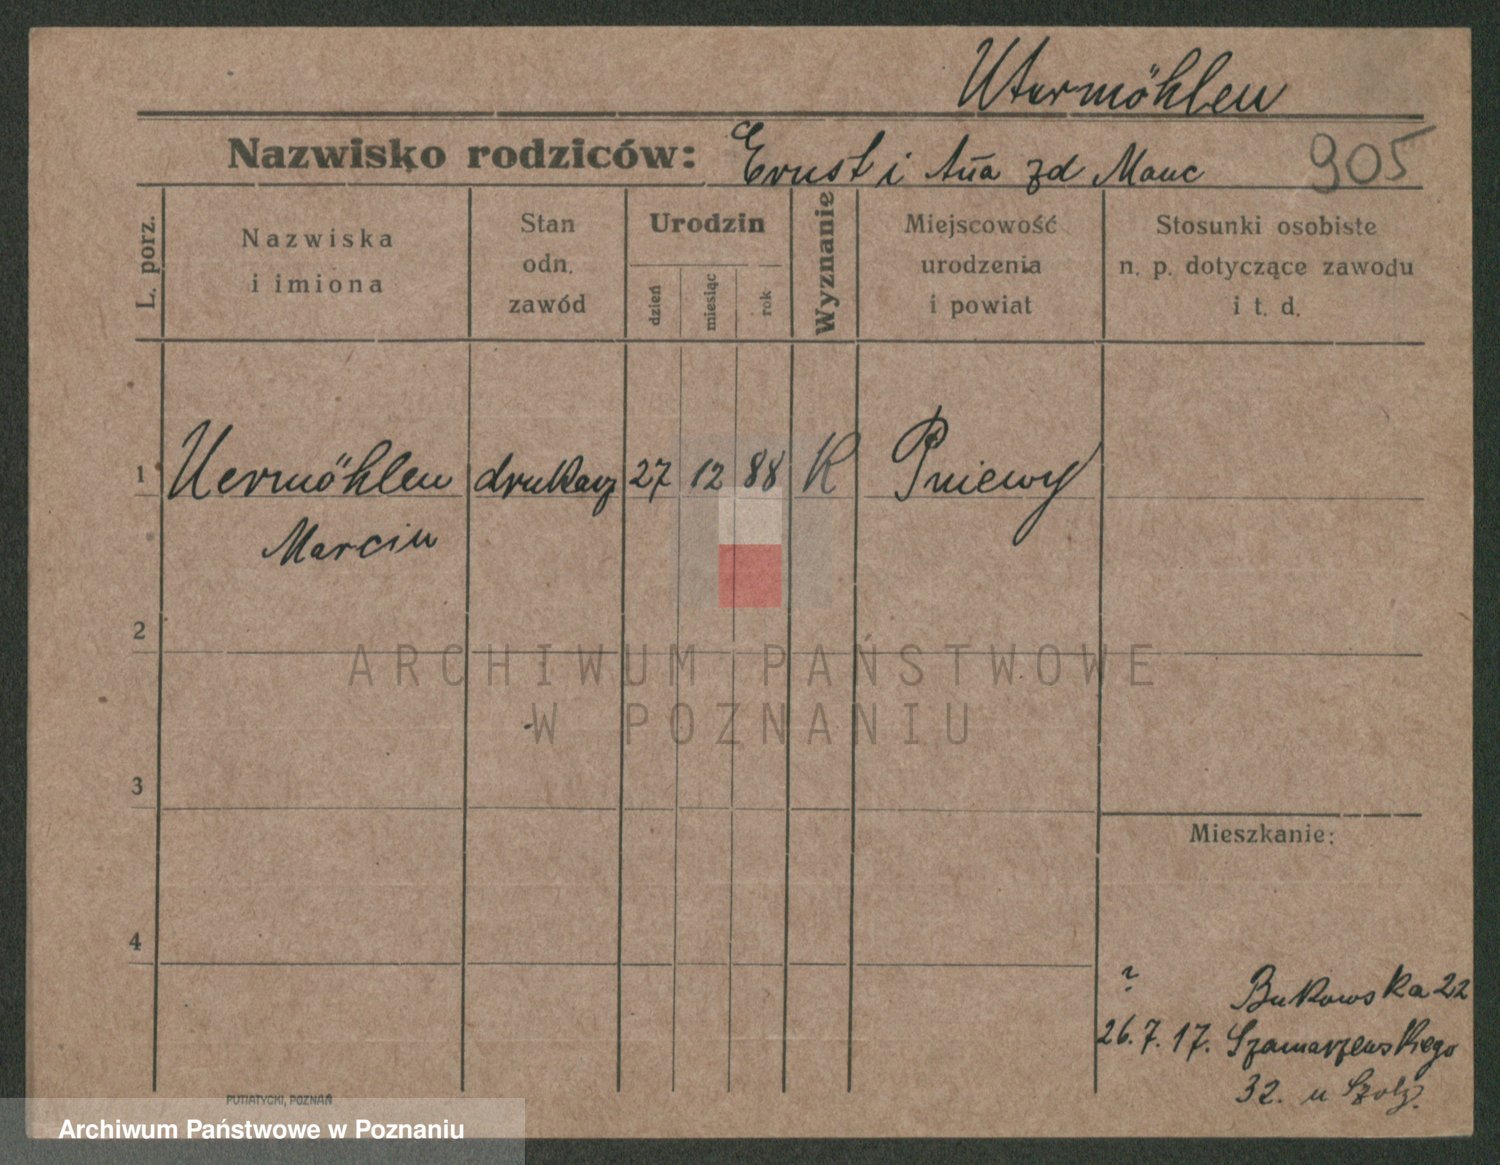 Utermöhlen
Nazwisko rodziców: Ernst i Anna zd Manc
905
L. porz.
Nazwiska
i imiona
Stan
odn.
zawód
Urodzin
dzień
miesiąc
rok
Wyznanie
Miejscowość
urodzenia
i powiat
Stosunki osobiste
n. p. dotyczące zawodu
i t. d.
1 Uermöhlen drukarz 27 12 88 K Pniewy
Marcin
2
ARCHIWUM PAŃSTWOWE
W POZNANIU
3
Mieszkanie:
4
? Bukowska 22
26.7.17. Szamarzewskiego
32. u
PUTIATYCKI, POZNAŃ
Archiwum Państwowe w Poznaniu